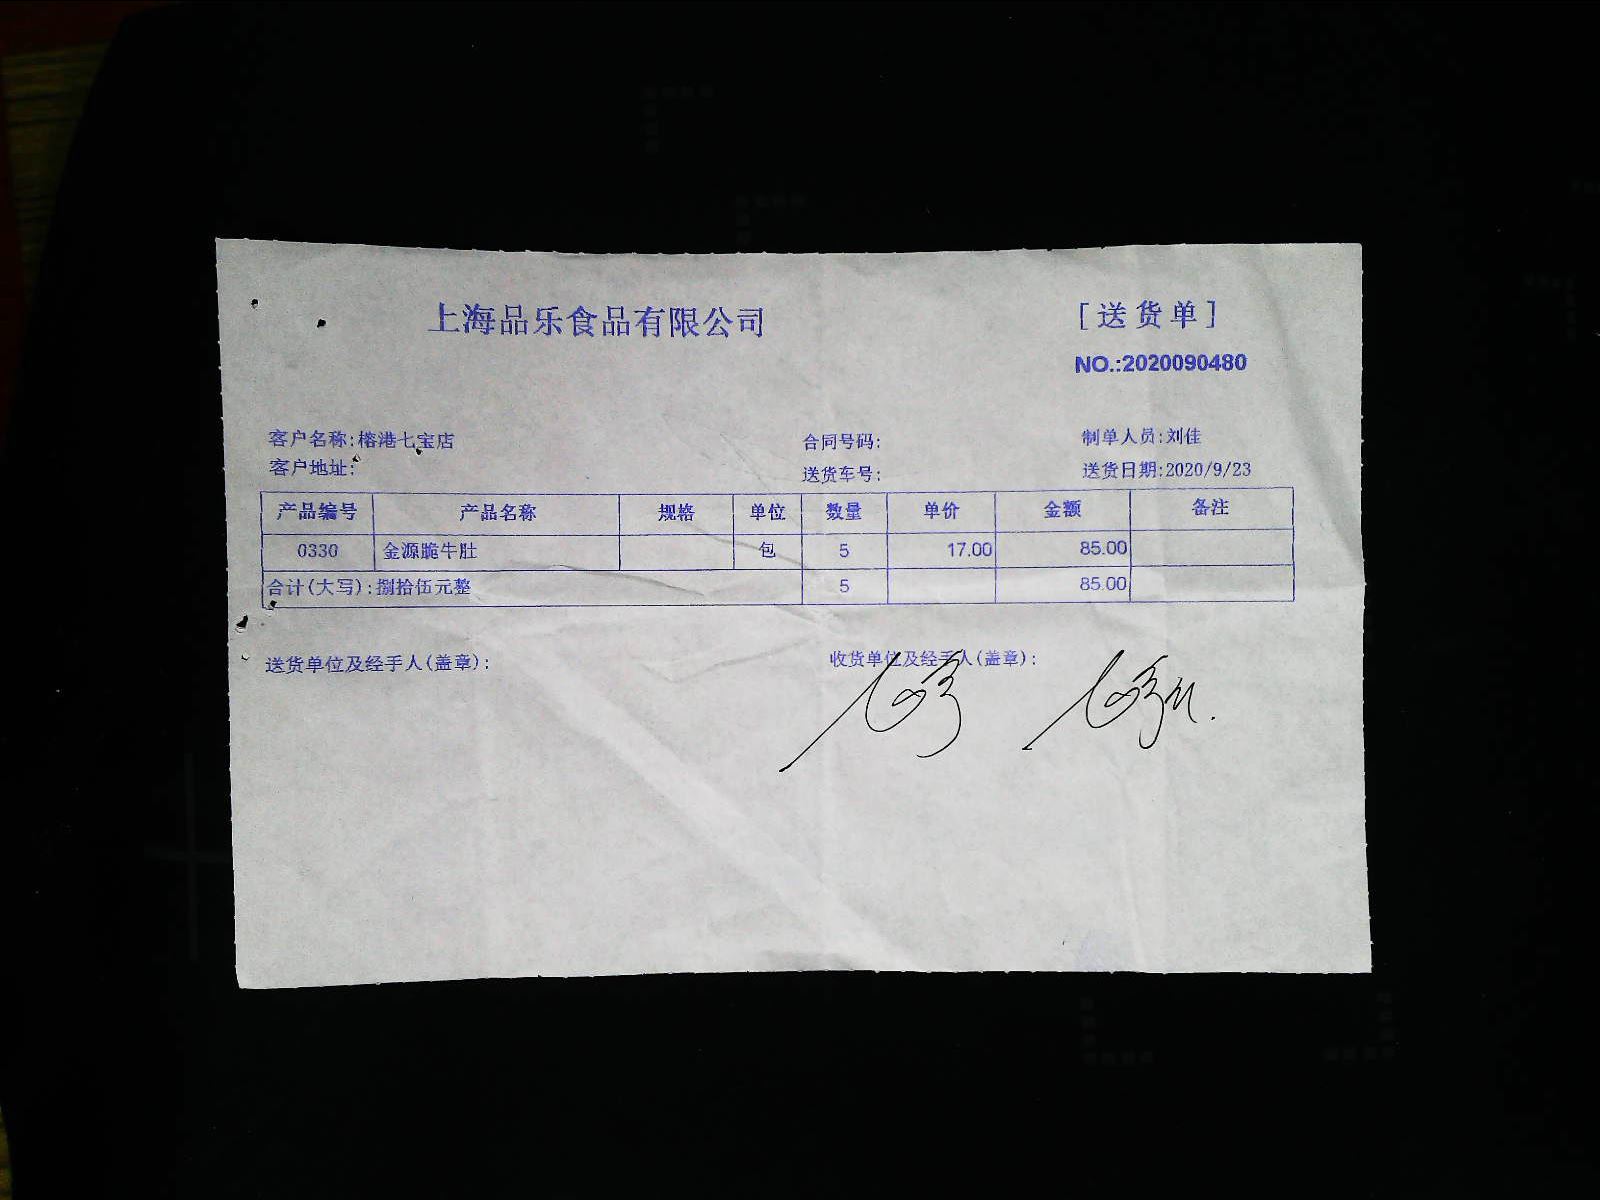 上海品乐食品有限公司 [送货单]
NO.:2020090480
客户名称:榕港七宝店 合同号码: 制单人员:刘佳
客户地址: 送货车号: 送货日期:2020/9/23
产品编号 产品名称 规格 单位 数量 单价 金额 备注
0330 金源脆牛肚 包 5 17.00 85.00
合计(大写):捌拾伍元整 5 85.00
送货单位及经手人(盖章): 收货单位及经手人(盖章):